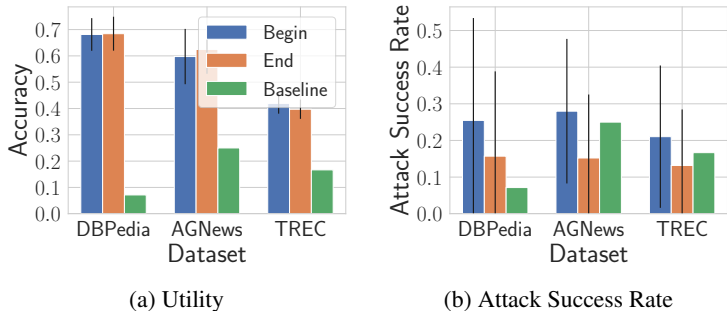 Accuracy
0.7
0.6
0.5
0.4
0.3
0.2
0.1
0.0
Begin
End
Baseline
DBPedia AGNews TREC
Dataset
(a) Utility
Attack Success Rate
0.5
0.4
0.3
0.2
0.1
0.0
DBPedia AGNews TREC
Dataset
(b) Attack Success Rate